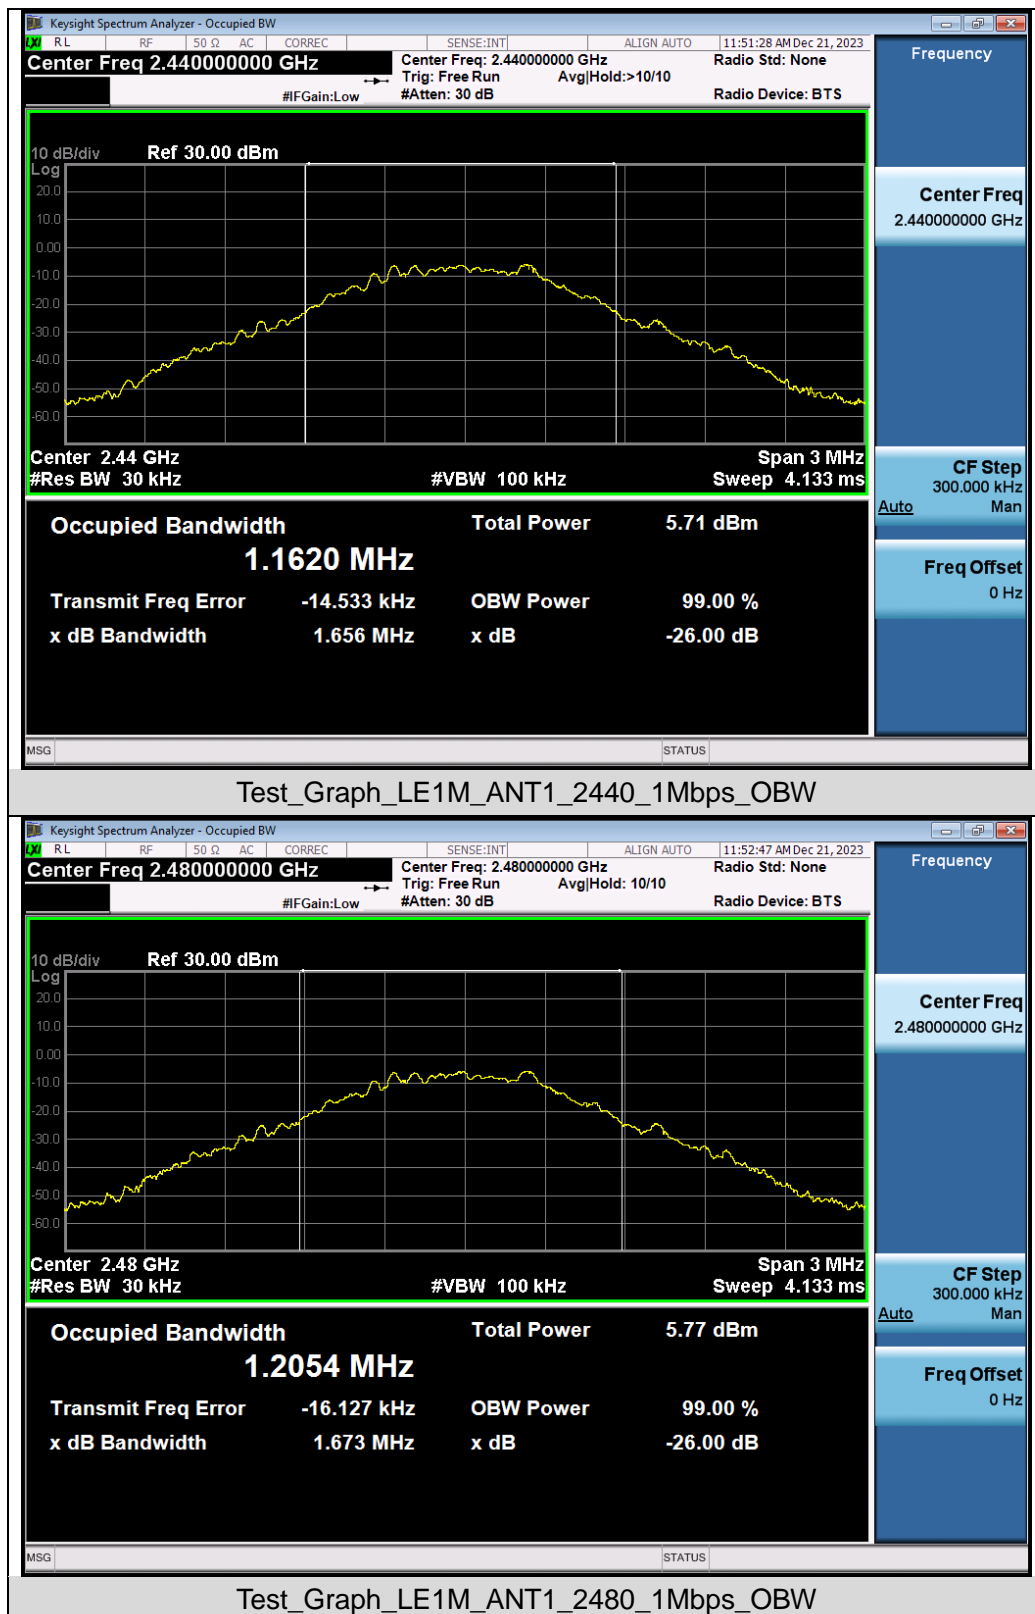 Keysight Spectrum Analyzer - Occupied BW
LXI RL RF 50 Ω AC CORREC SENSE:INT ALIGN AUTO 11:51:28 AM Dec 21, 2023
Center Freq 2.440000000 GHz
Center Freq: 2.440000000 GHz Radio Std: None
Trig: Free Run Avg|Hold:>10/10
#IFGain:Low #Atten: 30 dB Radio Device: BTS
10 dB/div Ref 30.00 dBm
Log
20.0
10.0
0.00
-10.0
-20.0
-30.0
-40.0
-50.0
-60.0
Center 2.44 GHz Span 3 MHz
#Res BW 30 kHz #VBW 100 kHz Sweep 4.133 ms
Occupied Bandwidth Total Power 5.71 dBm
1.1620 MHz
Transmit Freq Error -14.533 kHz OBW Power 99.00 %
x dB Bandwidth 1.656 MHz x dB -26.00 dB
MSG STATUS
Frequency
Center Freq
2.440000000 GHz
CF Step
300.000 kHz
Auto Man
Freq Offset
0 Hz
Test_Graph_LE1M_ANT1_2440_1Mbps_OBW
Keysight Spectrum Analyzer - Occupied BW
LXI RL RF 50 Ω AC CORREC SENSE:INT ALIGN AUTO 11:52:47 AM Dec 21, 2023
Center Freq 2.480000000 GHz
Center Freq: 2.480000000 GHz Radio Std: None
Trig: Free Run Avg|Hold: 10/10
#IFGain:Low #Atten: 30 dB Radio Device: BTS
10 dB/div Ref 30.00 dBm
Log
20.0
10.0
0.00
-10.0
-20.0
-30.0
-40.0
-50.0
-60.0
Center 2.48 GHz Span 3 MHz
#Res BW 30 kHz #VBW 100 kHz Sweep 4.133 ms
Occupied Bandwidth Total Power 5.77 dBm
1.2054 MHz
Transmit Freq Error -16.127 kHz OBW Power 99.00 %
x dB Bandwidth 1.673 MHz x dB -26.00 dB
MSG STATUS
Frequency
Center Freq
2.480000000 GHz
CF Step
300.000 kHz
Auto Man
Freq Offset
0 Hz
Test_Graph_LE1M_ANT1_2480_1Mbps_OBW